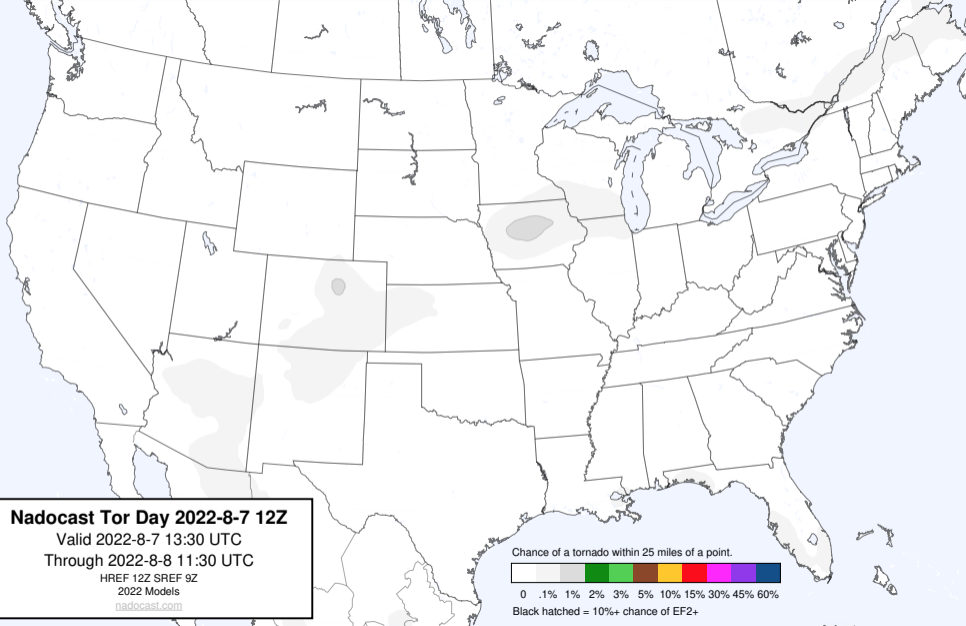 Nadocast Tor Day 2022-8-7 12Z
Valid 2022-8-7 13:30 UTC
Through 2022-8-8 11:30 UTC
HREF 12Z SREF 9Z
2022 Models
nadocast.com
Chance of a tornado within 25 miles of a point.
0 .1% 1% 2% 3% 5% 10% 15% 30% 45% 60%
Black hatched = 10%+ chance of EF2+